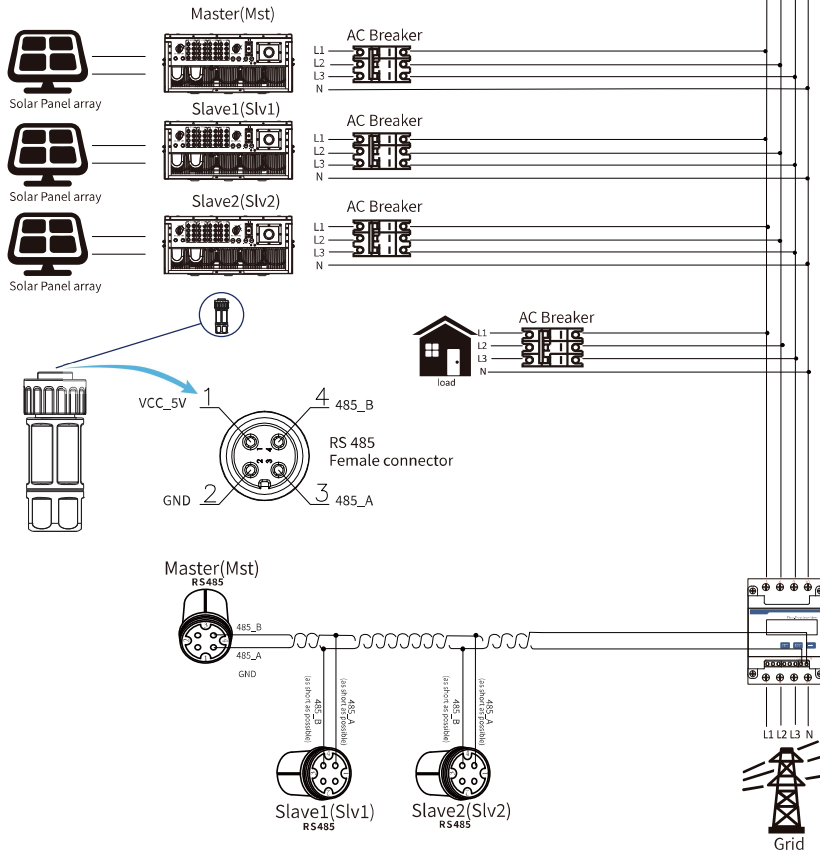 Master(Mst)
AC Breaker
L1
L2
L3
N
Solar Panel array
Slave1(Slv1)
AC Breaker
L1
L2
L3
N
Solar Panel array
Slave2(Slv2)
AC Breaker
L1
L2
L3
N
Solar Panel array
AC Breaker
L1
L2
L3
N
load
VCC_5V
1
4
485_B
1
4
2
3
RS 485
Female connector
GND
2
3
485_A
Master(Mst)
RS485
485_B
485_A
GND
485_B
(as short as possible)
485_A
(as short as possible)
485_B
(as short as possible)
485_A
(as short as possible)
Slave1(Slv1)
RS485
Slave2(Slv2)
RS485
L1 L2 L3 N
Grid